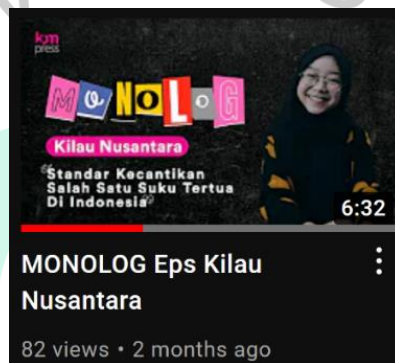 kjm
press
MONOLOG
Kilau Nusantara
"Standar Kecantikan
Salah Satu Suku Tertua
Di Indonesia"
6:32
MONOLOG Eps Kilau
Nusantara
82 views • 2 months ago